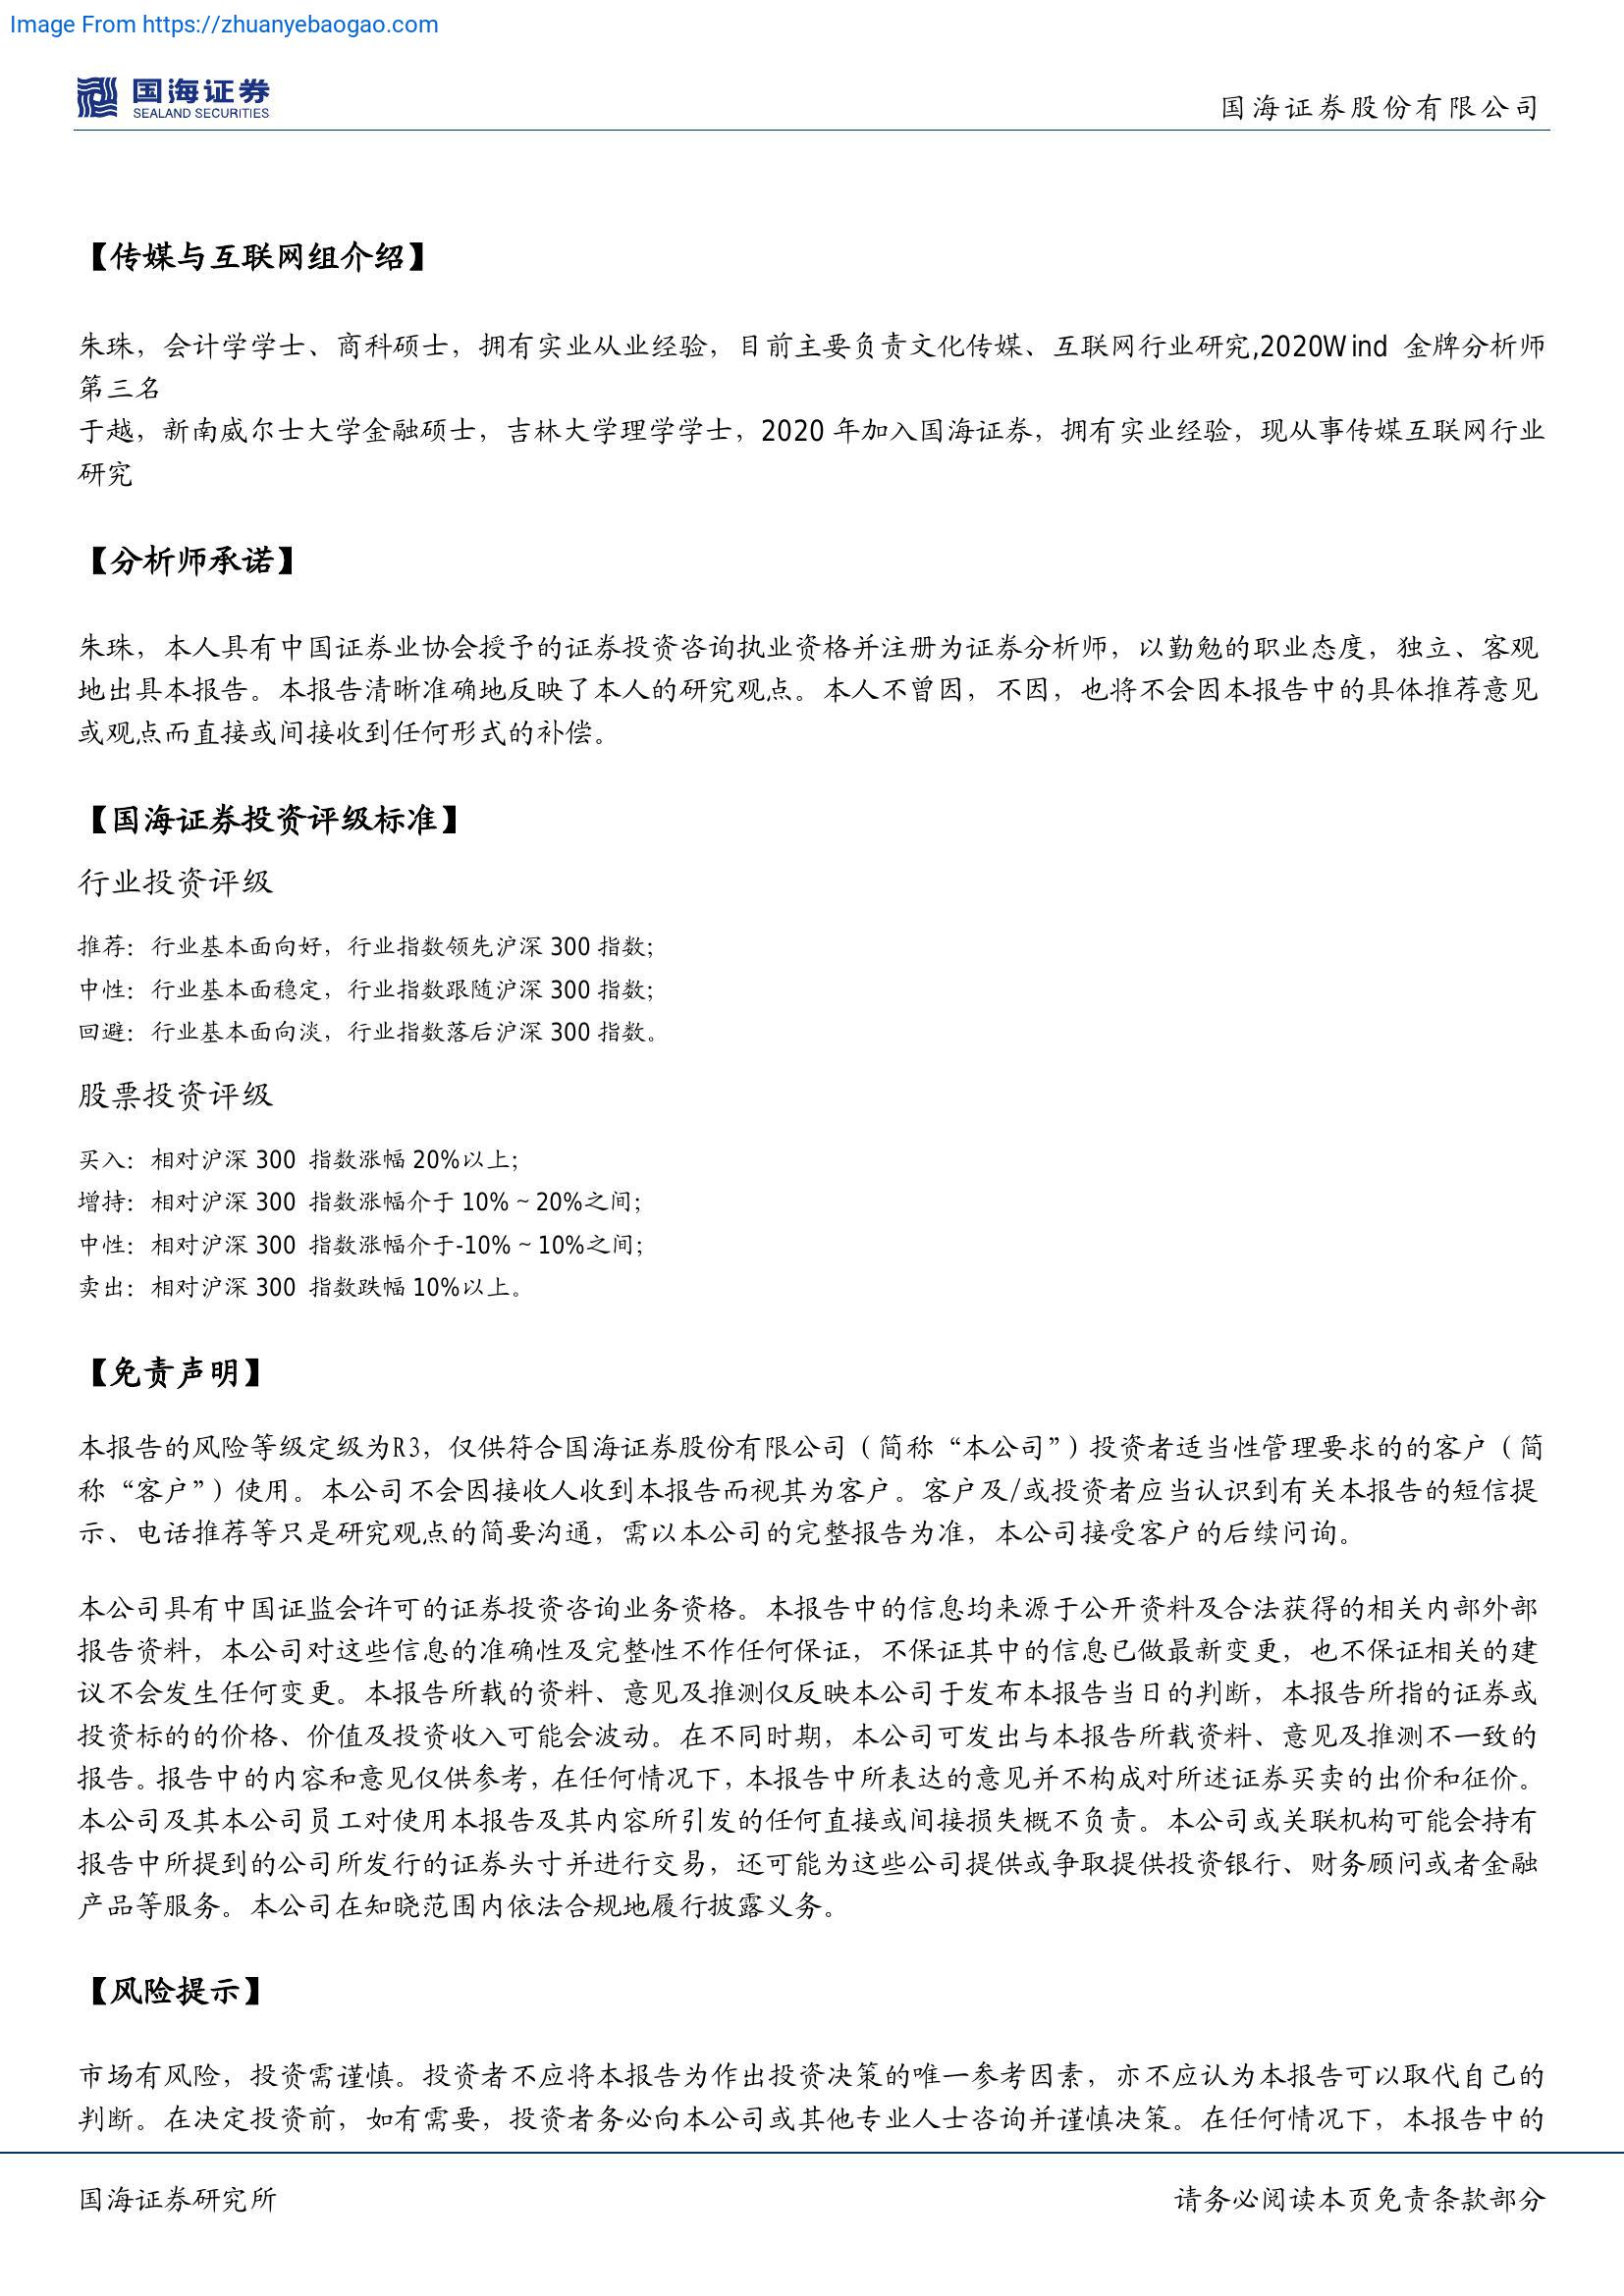 Image From https://zhuanyebaogao.com
国海证券
SEALAND SECURITIES
国海证券股份有限公司
【传媒与互联网组介绍】
朱珠，会计学学士、商科硕士，拥有实业从业经验，目前主要负责文化传媒、互联网行业研究,2020Wind 金牌分析师
第三名
于越，新南威尔士大学金融硕士，吉林大学理学学士，2020 年加入国海证券，拥有实业经验，现从事传媒互联网行业
研究
【分析师承诺】
朱珠，本人具有中国证券业协会授予的证券投资咨询执业资格并注册为证券分析师，以勤勉的职业态度，独立、客观
地出具本报告。本报告清晰准确地反映了本人的研究观点。本人不曾因，不因，也将不会因本报告中的具体推荐意见
或观点而直接或间接收到任何形式的补偿。
【国海证券投资评级标准】
行业投资评级
推荐：行业基本面向好，行业指数领先沪深 300 指数；
中性：行业基本面稳定，行业指数跟随沪深 300 指数；
回避：行业基本面向淡，行业指数落后沪深 300 指数。
股票投资评级
买入：相对沪深 300 指数涨幅 20%以上；
增持：相对沪深 300 指数涨幅介于 10%～20%之间；
中性：相对沪深 300 指数涨幅介于-10%～10%之间；
卖出：相对沪深 300 指数跌幅 10%以上。
【免责声明】
本报告的风险等级定级为R3，仅供符合国海证券股份有限公司（简称“本公司”）投资者适当性管理要求的的客户（简
称“客户”）使用。本公司不会因接收人收到本报告而视其为客户。客户及/或投资者应当认识到有关本报告的短信提
示、电话推荐等只是研究观点的简要沟通，需以本公司的完整报告为准，本公司接受客户的后续问询。
本公司具有中国证监会许可的证券投资咨询业务资格。本报告中的信息均来源于公开资料及合法获得的相关内部外部
报告资料，本公司对这些信息的准确性及完整性不作任何保证，不保证其中的信息已做最新变更，也不保证相关的建
议不会发生任何变更。本报告所载的资料、意见及推测仅反映本公司于发布本报告当日的判断，本报告所指的证券或
投资标的的价格、价值及投资收入可能会波动。在不同时期，本公司可发出与本报告所载资料、意见及推测不一致的
报告。报告中的内容和意见仅供参考，在任何情况下，本报告中所表达的意见并不构成对所述证券买卖的出价和征价。
本公司及其本公司员工对使用本报告及其内容所引发的任何直接或间接损失概不负责。本公司或关联机构可能会持有
报告中所提到的公司所发行的证券头寸并进行交易，还可能为这些公司提供或争取提供投资银行、财务顾问或者金融
产品等服务。本公司在知晓范围内依法合规地履行披露义务。
【风险提示】
市场有风险，投资需谨慎。投资者不应将本报告为作出投资决策的唯一参考因素，亦不应认为本报告可以取代自己的
判断。在决定投资前，如有需要，投资者务必向本公司或其他专业人士咨询并谨慎决策。在任何情况下，本报告中的
国海证券研究所
请务必阅读本页免责条款部分